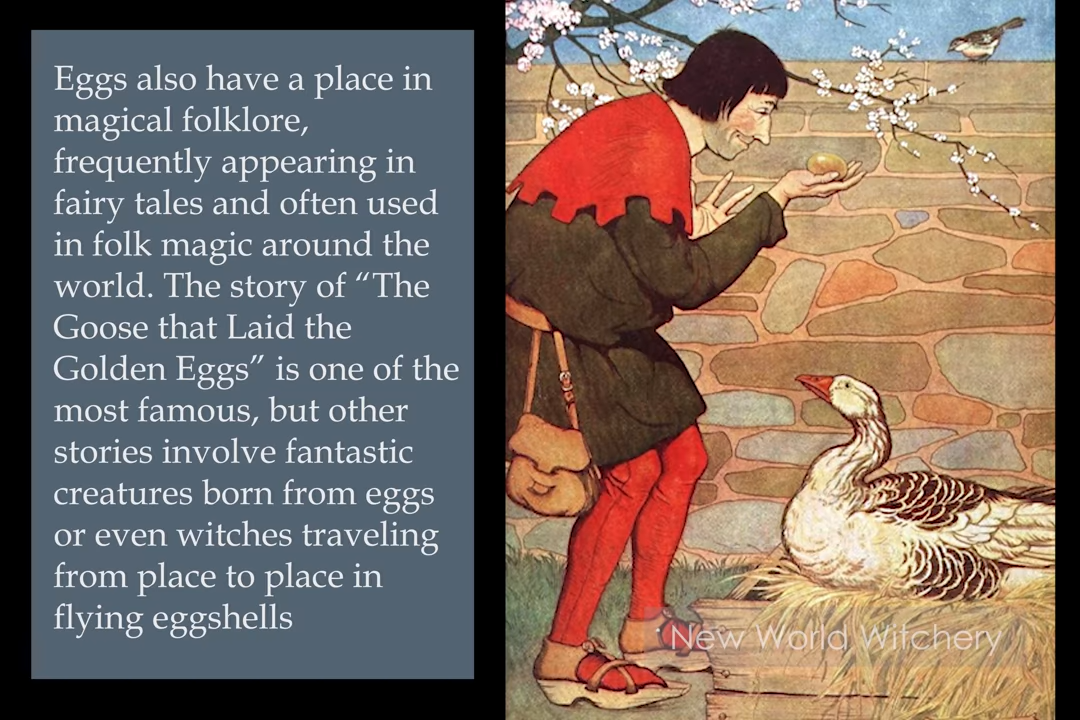 Eggs also have a place in
magical folklore,
frequently appearing in
fairy tales and often used
in folk magic around the
world. The story of “The
Goose that Laid the
Golden Eggs” is one of the
most famous, but other
stories involve fantastic
creatures born from eggs
or even witches traveling
from place to place in
flying eggshells
New World Witchery